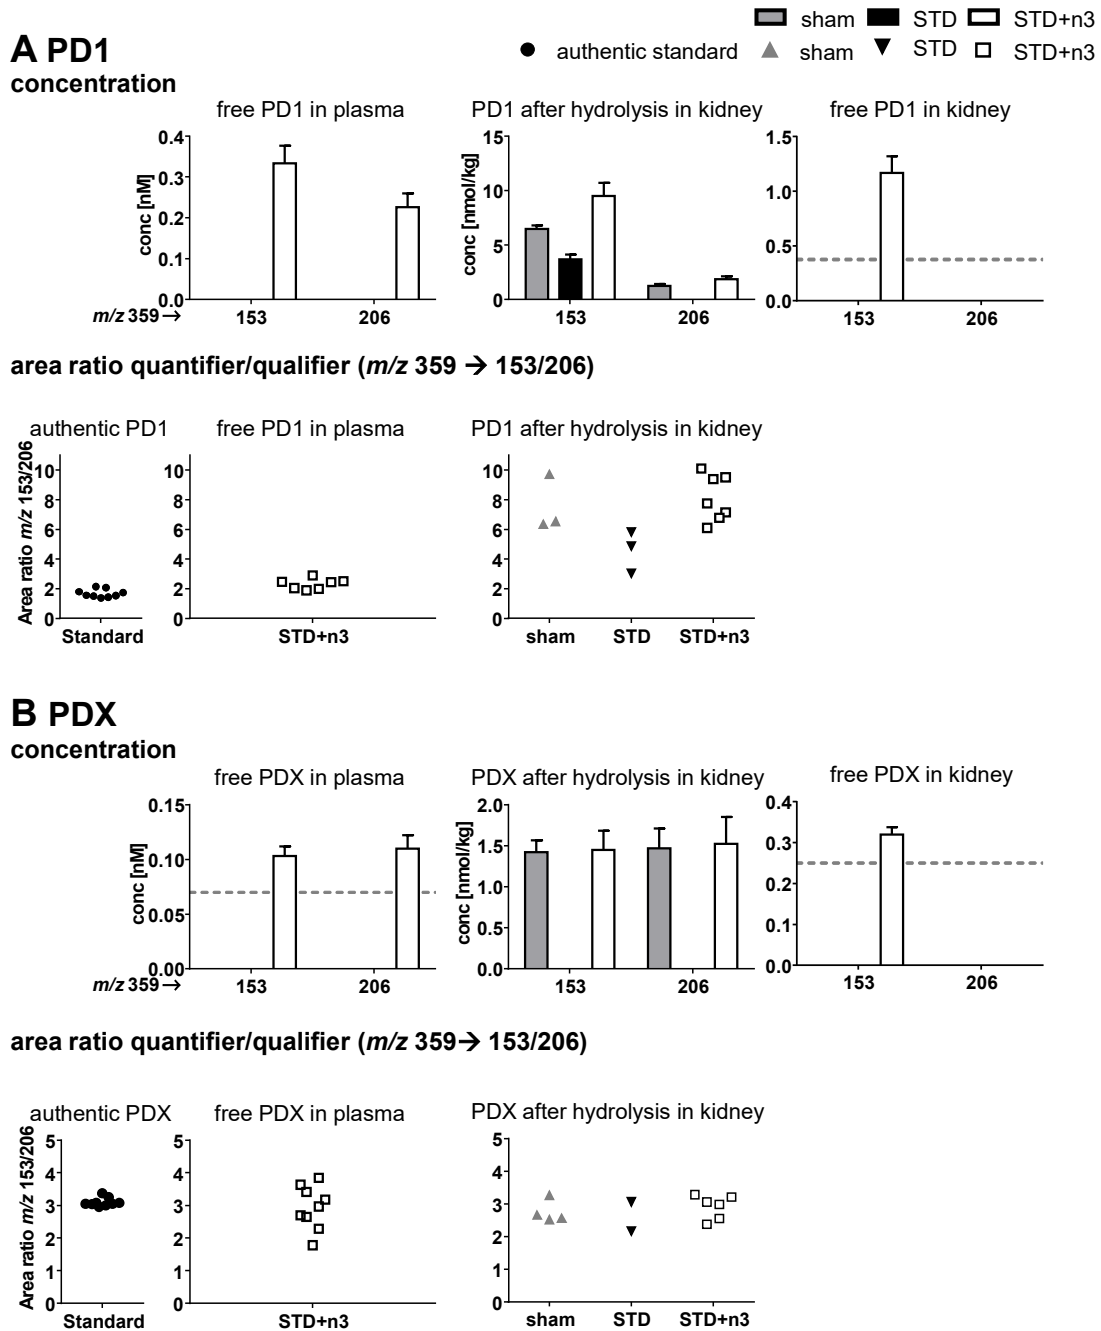 sham STD STD+n3
authentic standard sham STD STD+n3
A PD1
concentration
free PD1 in plasma
PD1 after hydrolysis in kidney
free PD1 in kidney
conc [nM]
0.4
0.3
0.2
0.1
0.0
m/z 359 → 153 206
conc [nmol/kg]
15
10
5
0
153 206
1.5
1.0
0.5
0.0
153 206
area ratio quantifier/qualifier (m/z 359 → 153/206)
authentic PD1
free PD1 in plasma
PD1 after hydrolysis in kidney
Area ratio m/z 153/206
10
8
6
4
2
0
Standard
10
8
6
4
2
0
STD+n3
10
8
6
4
2
0
sham STD STD+n3
B PDX
concentration
free PDX in plasma
PDX after hydrolysis in kidney
free PDX in kidney
conc [nM]
0.15
0.10
0.05
0.00
m/z 359 → 153 206
conc [nmol/kg]
2.0
1.5
1.0
0.5
0.0
153 206
0.4
0.3
0.2
0.1
0.0
153 206
area ratio quantifier/qualifier (m/z 359→ 153/206)
authentic PDX
free PDX in plasma
PDX after hydrolysis in kidney
Area ratio m/z 153/206
5
4
3
2
1
0
Standard
5
4
3
2
1
0
STD+n3
5
4
3
2
1
0
sham STD STD+n3